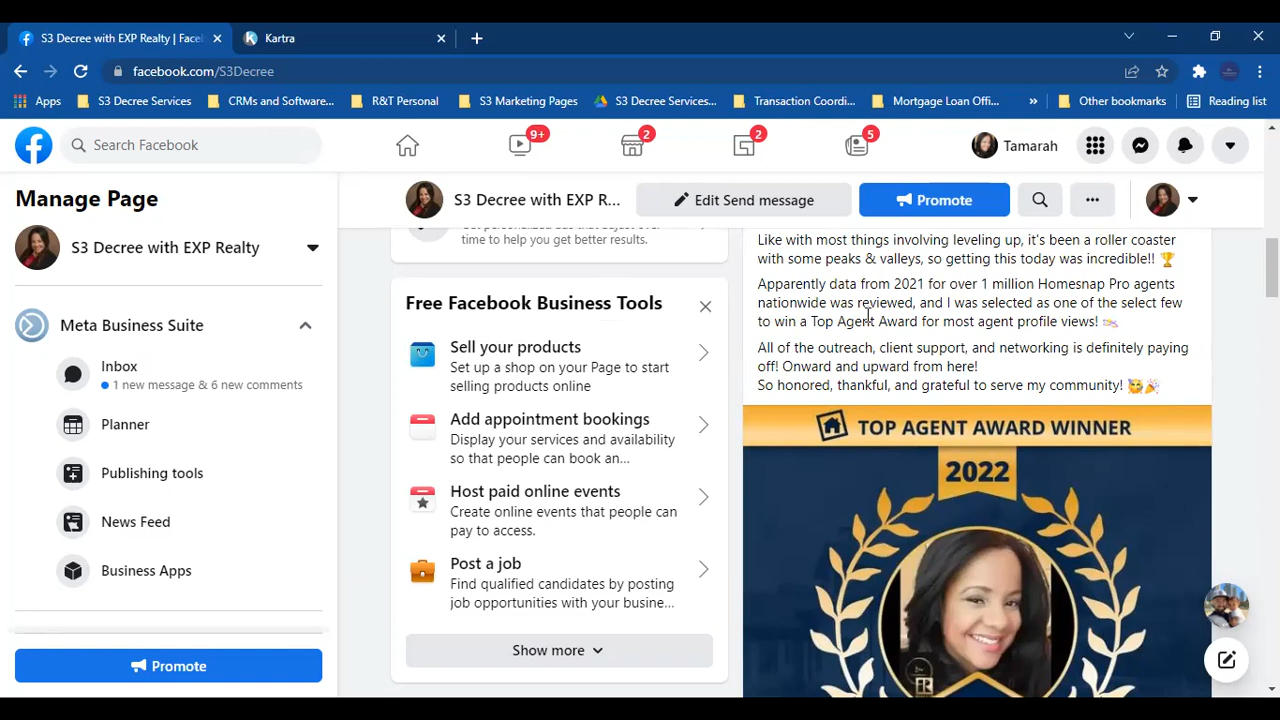 S3 Decree with EXP Realty | Face
Kartra
facebook.com/S3Decree
Apps
S3 Decree Services
CRMs and Software...
R&T Personal
S3 Marketing Pages
S3 Decree Services...
Transaction Coordi...
Mortgage Loan Offi...
»
Other bookmarks
Reading list
Search Facebook
9+
2
2
5
Tamarah
Manage Page
S3 Decree with EXP R...
Edit Send message
Promote
S3 Decree with EXP Realty
Meta Business Suite
Inbox
1 new message & 6 new comments
Planner
Publishing tools
News Feed
Business Apps
Promote
time to help you get better results.
Free Facebook Business Tools
Sell your products
Set up a shop on your Page to start
selling products online
Add appointment bookings
Display your services and availability
so that people can book an...
Host paid online events
Create online events that people can
pay to access.
Post a job
Find qualified candidates by posting
job opportunities with your busine...
Show more
Like with most things involving leveling up, it's been a roller coaster
with some peaks & valleys, so getting this today was incredible!! 🏆
Apparently data from 2021 for over 1 million Homesnap Pro agents
nationwide was reviewed, and I was selected as one of the select few
to win a Top Agent Award for most agent profile views!
All of the outreach, client support, and networking is definitely paying
off! Onward and upward from here!
So honored, thankful, and grateful to serve my community! 🥰🎉
TOP AGENT AWARD WINNER
2022
R